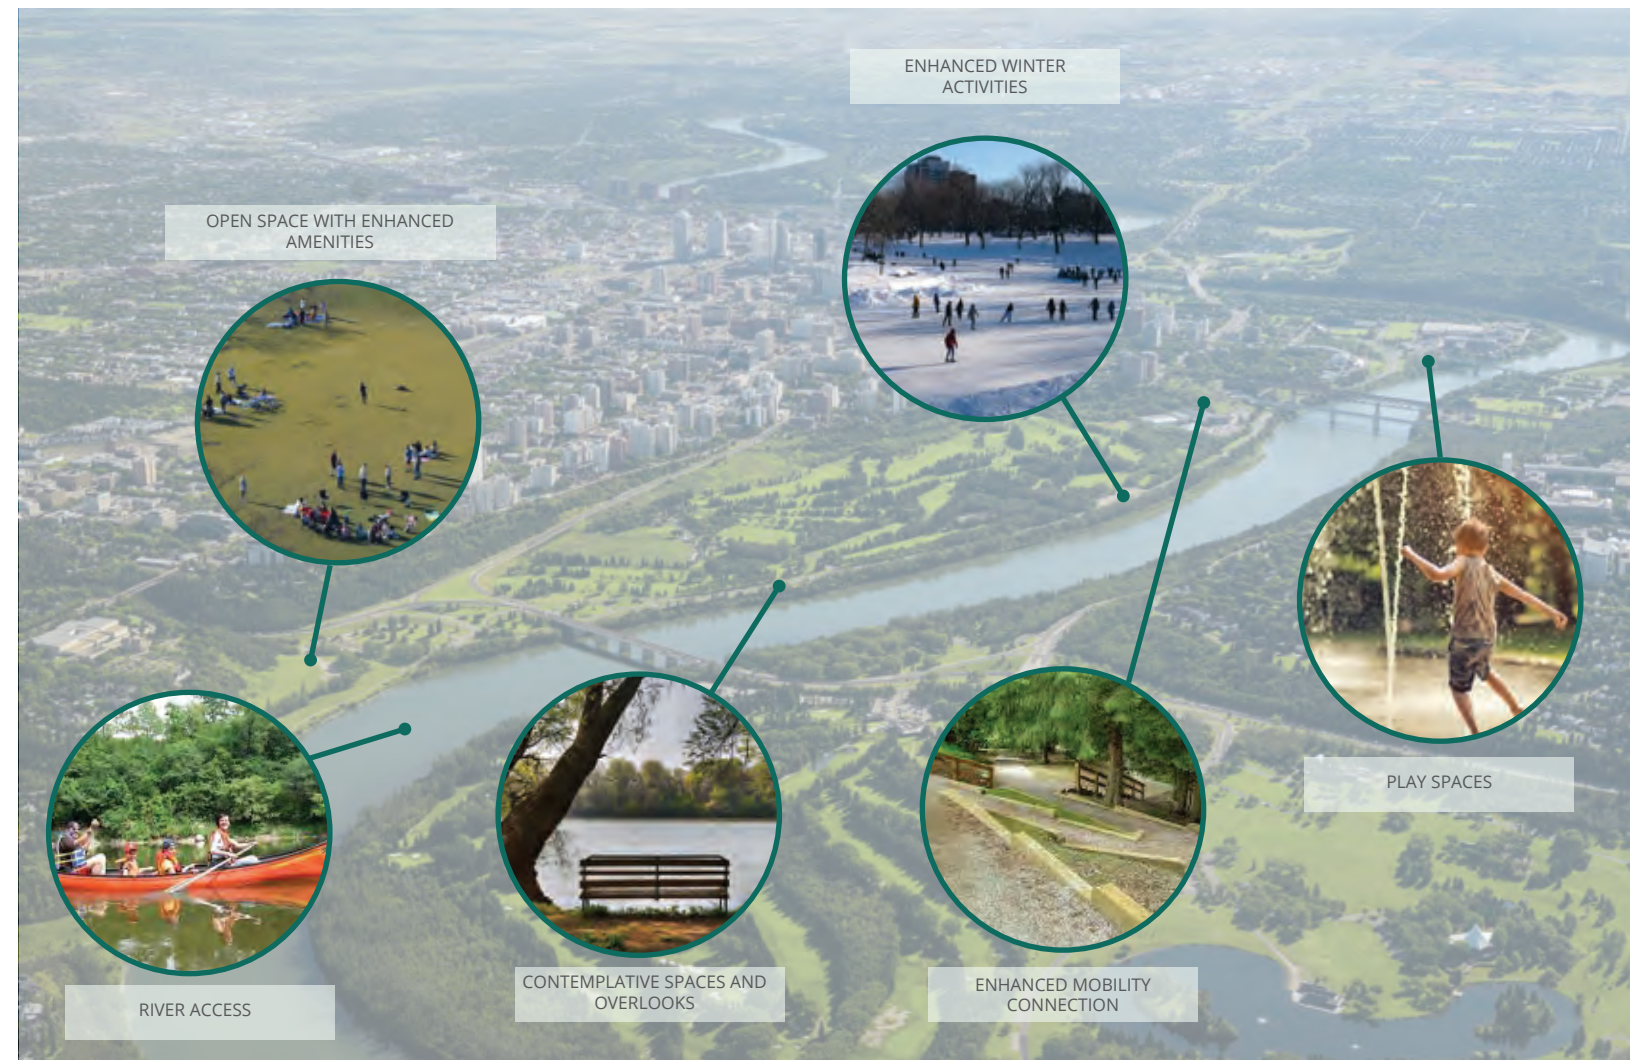 ENHANCED WINTER
ACTIVITIES
OPEN SPACE WITH ENHANCED
AMENITIES
PLAY SPACES
CONTEMPLATIVE SPACES AND
OVERLOOKS
ENHANCED MOBILITY
CONNECTION
RIVER ACCESS